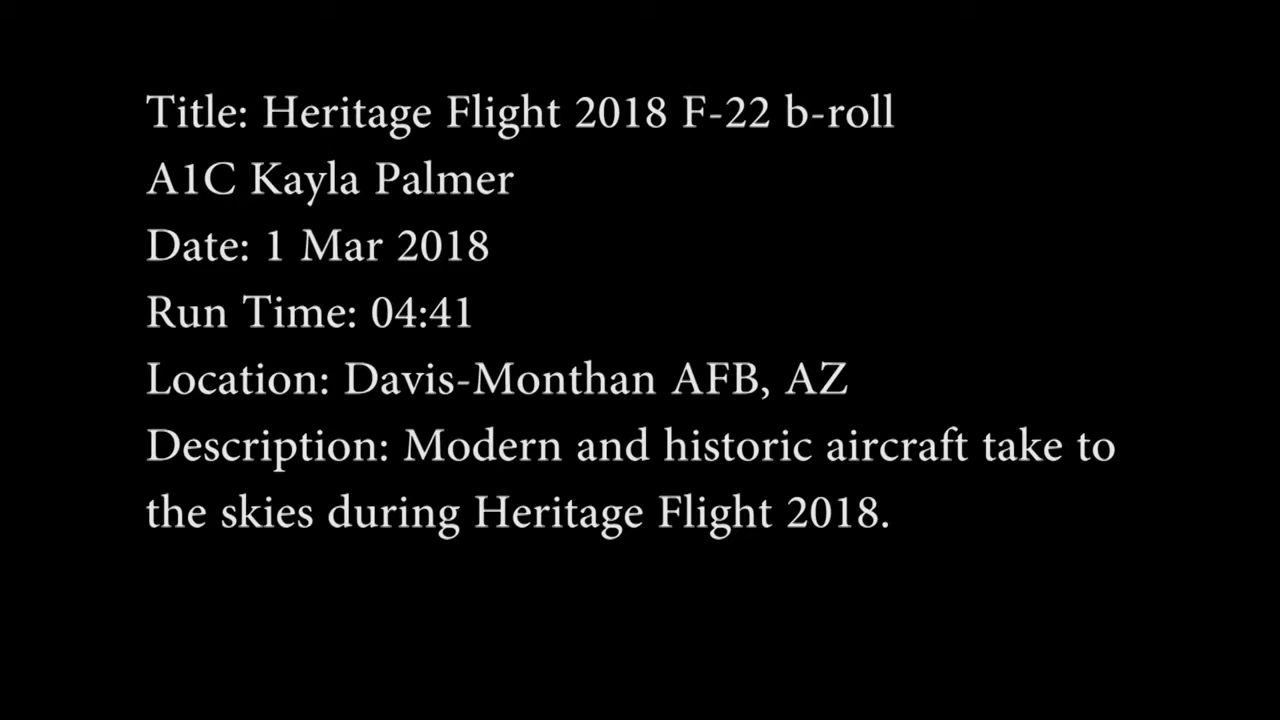 Title: Heritage Flight 2018 F-22 b-roll
A1C Kayla Palmer
Date: 1 Mar 2018
Run Time: 04:41
Location: Davis-Monthan AFB, AZ
Description: Modern and historic aircraft take to
the skies during Heritage Flight 2018.